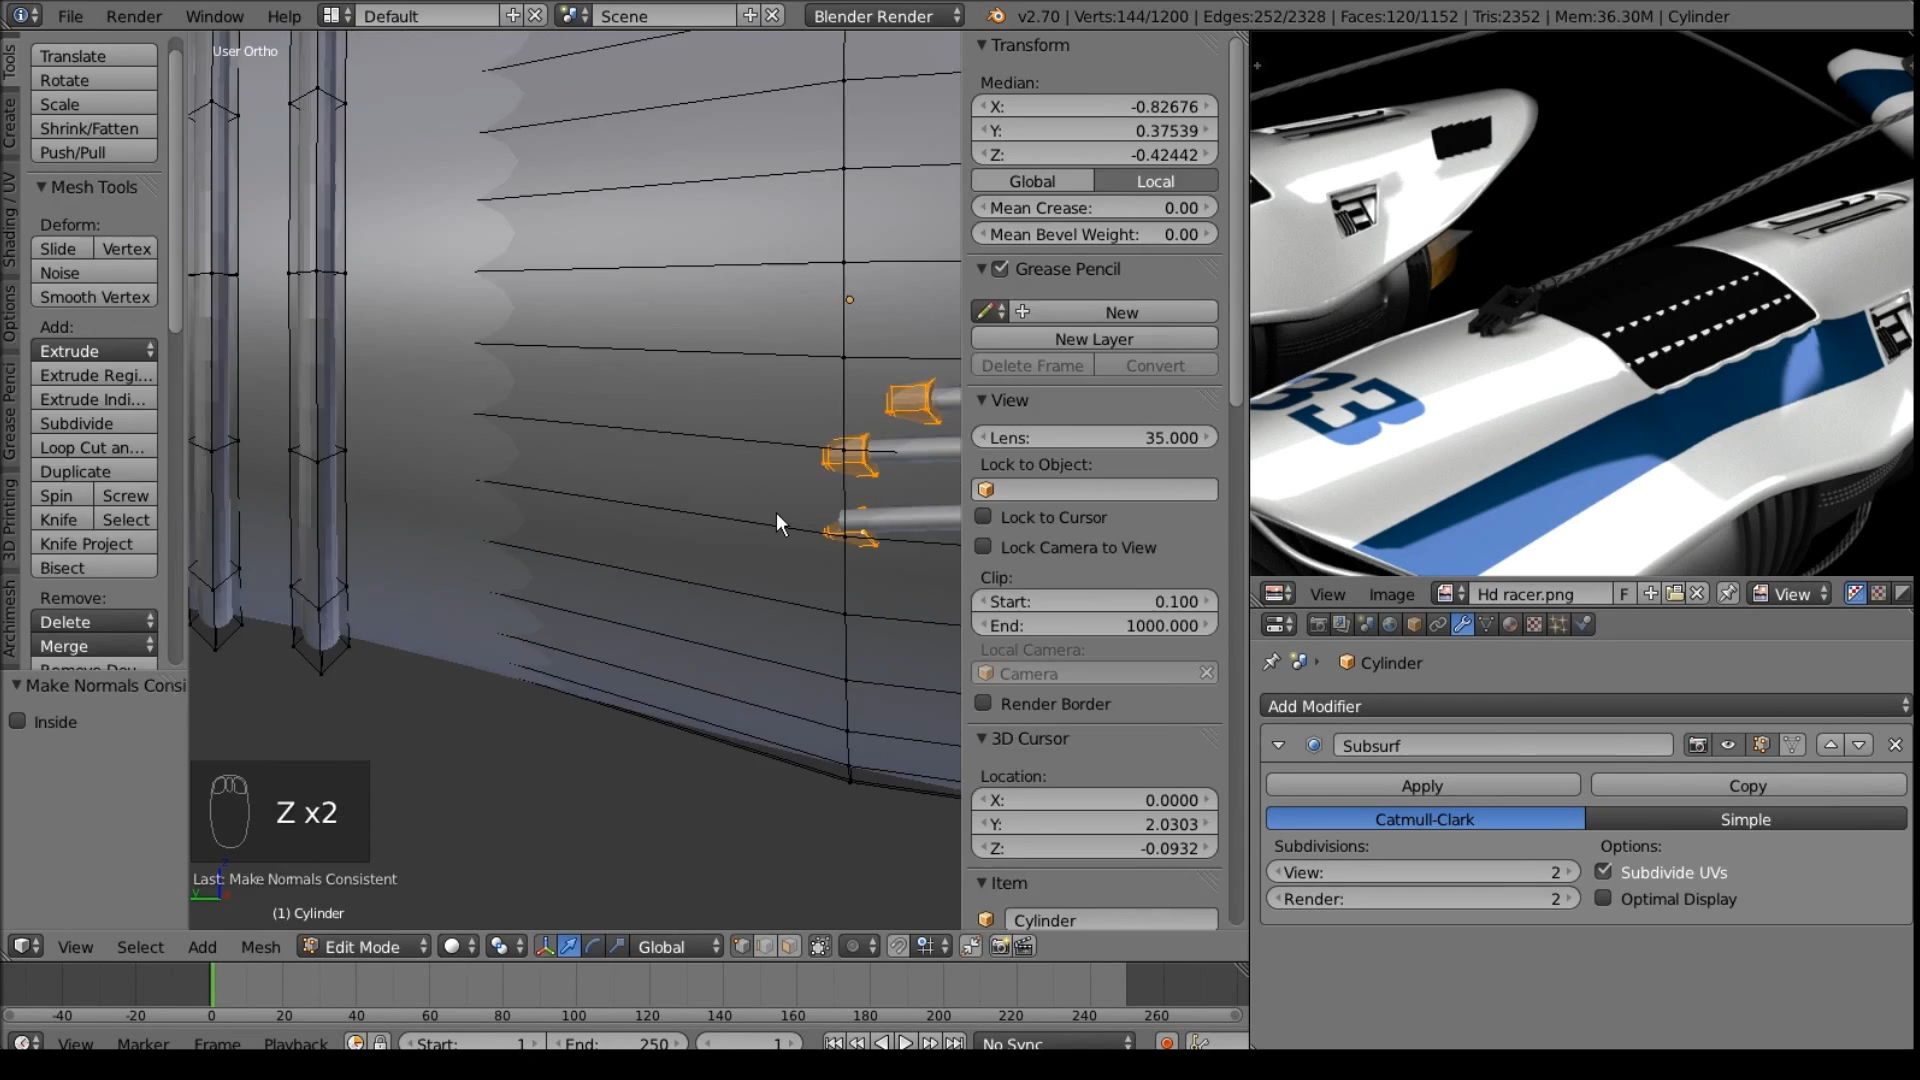 File Render Window Help Default Scene Blender Render v2.70 | Verts:144/1200 | Edges:252/2328 | Faces:120/1152 | Tris:2352 | Mem:36.30M | Cylinder
Tools
Create
Shading / UV
Options
Grease Penci
3D Printing
Archimesh
Translate
Rotate
Scale
Shrink/Fatten
Push/Pull
Mesh Tools
Deform:
Slide Vertex
Noise
Smooth Vertex
Add:
Extrude
Extrude Regi...
Extrude Indi...
Subdivide
Loop Cut an...
Duplicate
Spin Screw
Knife Select
Knife Project
Bisect
Remove:
Delete
Merge
Make Normals Consi
Inside
User Ortho
Z x2
Last: Make Normals Consistent
(1) Cylinder
Transform
Median:
X: -0.82676
Y: 0.37539
Z: -0.42442
Global Local
Mean Crease: 0.00
Mean Bevel Weight: 0.00
Grease Pencil
New
New Layer
Delete Frame Convert
View
Lens: 35.000
Lock to Object:
Lock to Cursor
Lock Camera to View
Clip:
Start: 0.100
End: 1000.000
Local Camera:
Camera
Render Border
3D Cursor
Location:
X: 0.0000
Y: 2.0303
Z: -0.0932
Item
Cylinder
33
View Image Hd racer.png F View
Cylinder
Add Modifier
Subsurf
Apply Copy
Catmull-Clark Simple
Subdivisions: Options:
View: 2 Subdivide UVs
Render: 2 Optimal Display
View Select Add Mesh Edit Mode Global
-40 -20 0 20 40 60 80 100 120 140 160 180 200 220 240 260
View Marker Frame Playback Start: 1 End: 250 1 No Sync